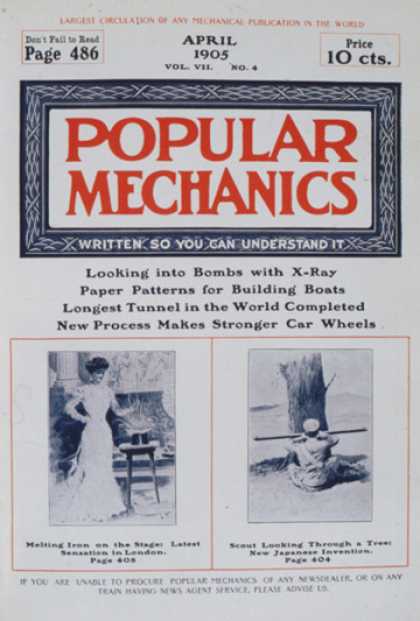 LARGEST CIRCULATION OF ANY MECHANICAL PUBLICATION IN THE WORLD
Don't Fail to Read
Page 486
APRIL
1905
VOL. VII. NO. 4
Price
10 cts.
POPULAR
MECHANICS
WRITTEN SO YOU CAN UNDERSTAND IT
Looking into Bombs with X-Ray
Paper Patterns for Building Boats
Longest Tunnel in the World Completed
New Process Makes Stronger Car Wheels
Melting Iron on the Stage: Latest
Sensation in London.
Page 408
Scout Looking Through a Tree:
New Japanese Invention.
Page 404
IF YOU ARE UNABLE TO PROCURE POPULAR MECHANICS OF ANY NEWSDEALER, OR ON ANY
TRAIN HAVING NEWS AGENT SERVICE, PLEASE ADVISE US.